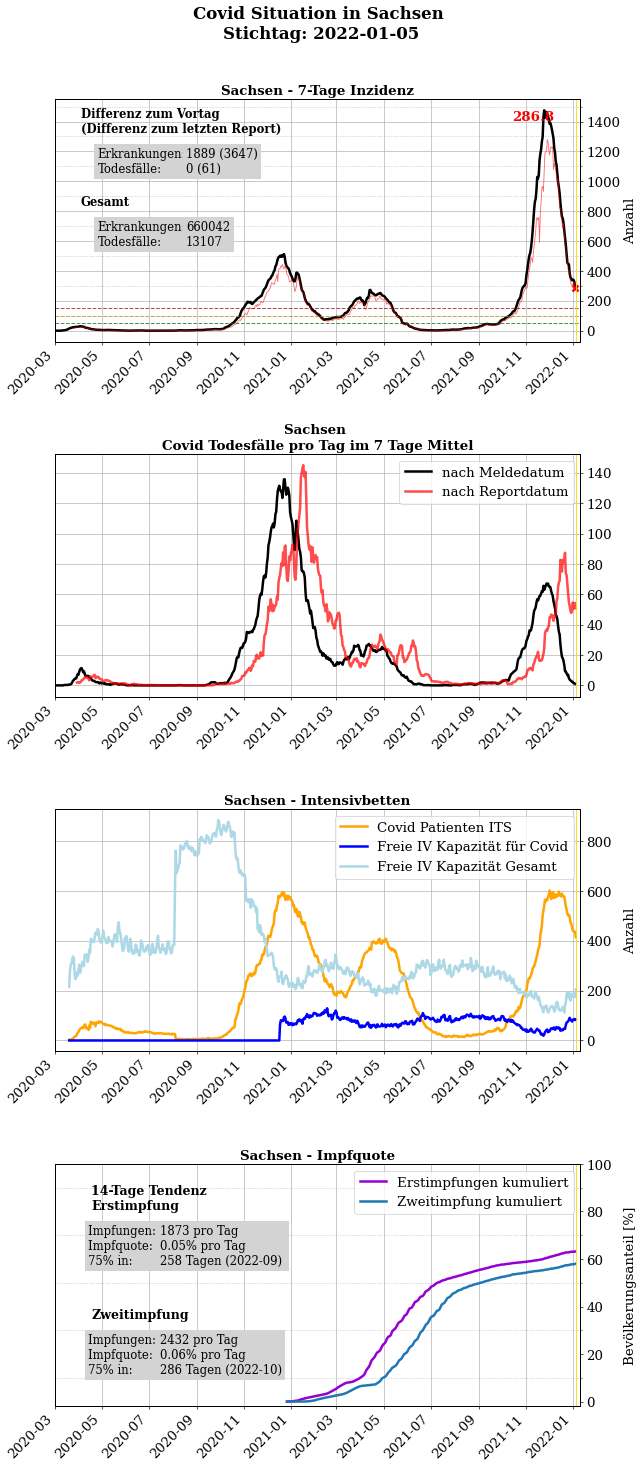 Covid Situation in Sachsen
Stichtag: 2022-01-05
Sachsen - 7-Tage Inzidenz
Differenz zum Vortag
(Differenz zum letzten Report)
Erkrankungen 1889 (3647)
Todesfälle: 0 (61)
Gesamt
Erkrankungen 660042
Todesfälle: 13107
1400
1200
1000
800
600
400
200
0
Anzahl
2020-03
2020-05
2020-07
2020-09
2020-11
2021-01
2021-03
2021-05
2021-07
2021-09
2021-11
2022-01
Sachsen
Covid Todesfälle pro Tag im 7 Tage Mittel
nach Meldedatum
nach Reportdatum
140
120
100
80
60
40
20
0
2020-03
2020-05
2020-07
2020-09
2020-11
2021-01
2021-03
2021-05
2021-07
2021-09
2021-11
2022-01
Sachsen - Intensivbetten
Covid Patienten ITS
Freie IV Kapazität für Covid
Freie IV Kapazität Gesamt
800
600
400
200
0
Anzahl
2020-03
2020-05
2020-07
2020-09
2020-11
2021-01
2021-03
2021-05
2021-07
2021-09
2021-11
2022-01
Sachsen - Impfquote
14-Tage Tendenz
Erstimpfung
Impfungen: 1873 pro Tag
Impfquote: 0.05% pro Tag
75% in: 258 Tagen (2022-09)
Zweitimpfung
Impfungen: 2432 pro Tag
Impfquote: 0.06% pro Tag
75% in: 286 Tagen (2022-10)
Erstimpfungen kumuliert
Zweitimpfung kumuliert
100
80
60
40
20
0
Bevölkerungsanteil [%]
2020-03
2020-05
2020-07
2020-09
2020-11
2021-01
2021-03
2021-05
2021-07
2021-09
2021-11
2022-01